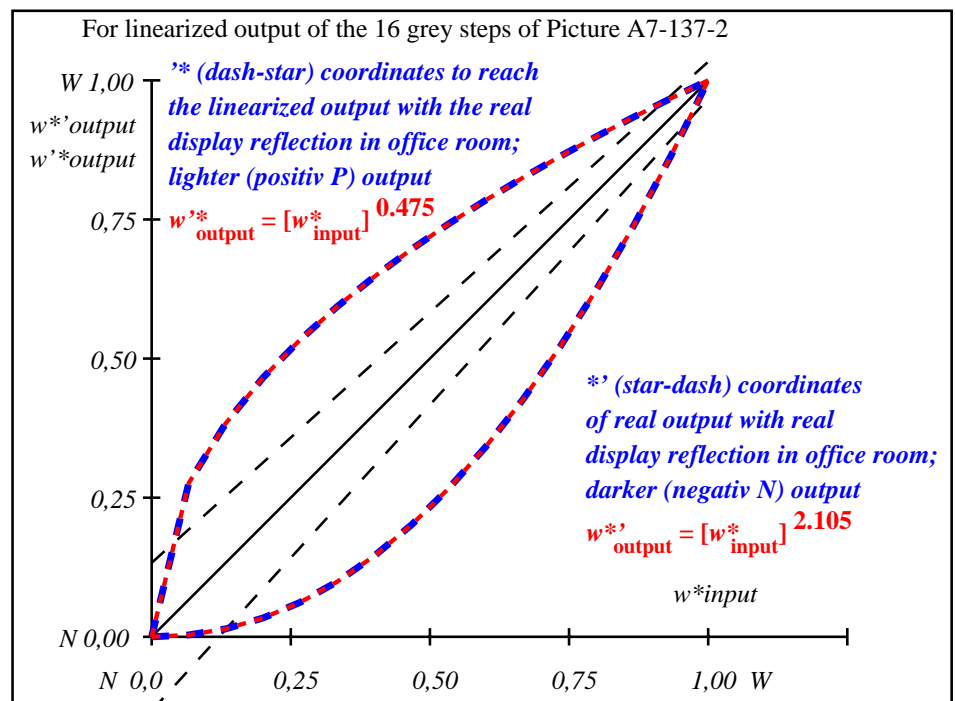 For linearized output of the 16 grey steps of Picture A7-137-2
W 1,00
w*’output
w’*output
’* (dash-star) coordinates to reach
the linearized output with the real
display reflection in office room;
lighter (positiv P) output
w’*output = [w*input] 0.475
0,75
0,50
0,25
N 0,00
*’ (star-dash) coordinates
of real output with real
display reflection in office room;
darker (negativ N) output
w*’output = [w*input] 2.105
w*input
N 0,0 0,25 0,50 0,75 1,00 W